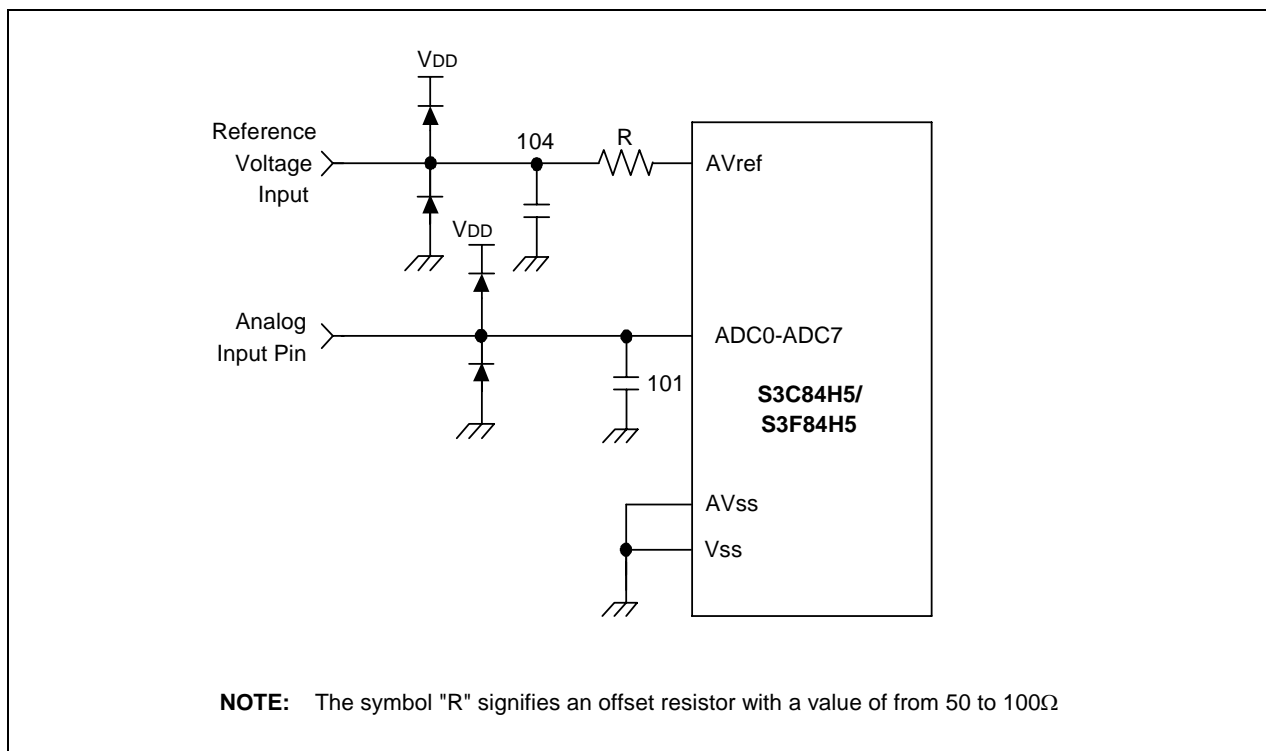 VDD
Reference
Voltage
Input
104
R
AVref
VDD
Analog
Input Pin
ADC0-ADC7
101
S3C84H5/
S3F84H5
AVss
Vss
NOTE: The symbol "R" signifies an offset resistor with a value of from 50 to 100Ω